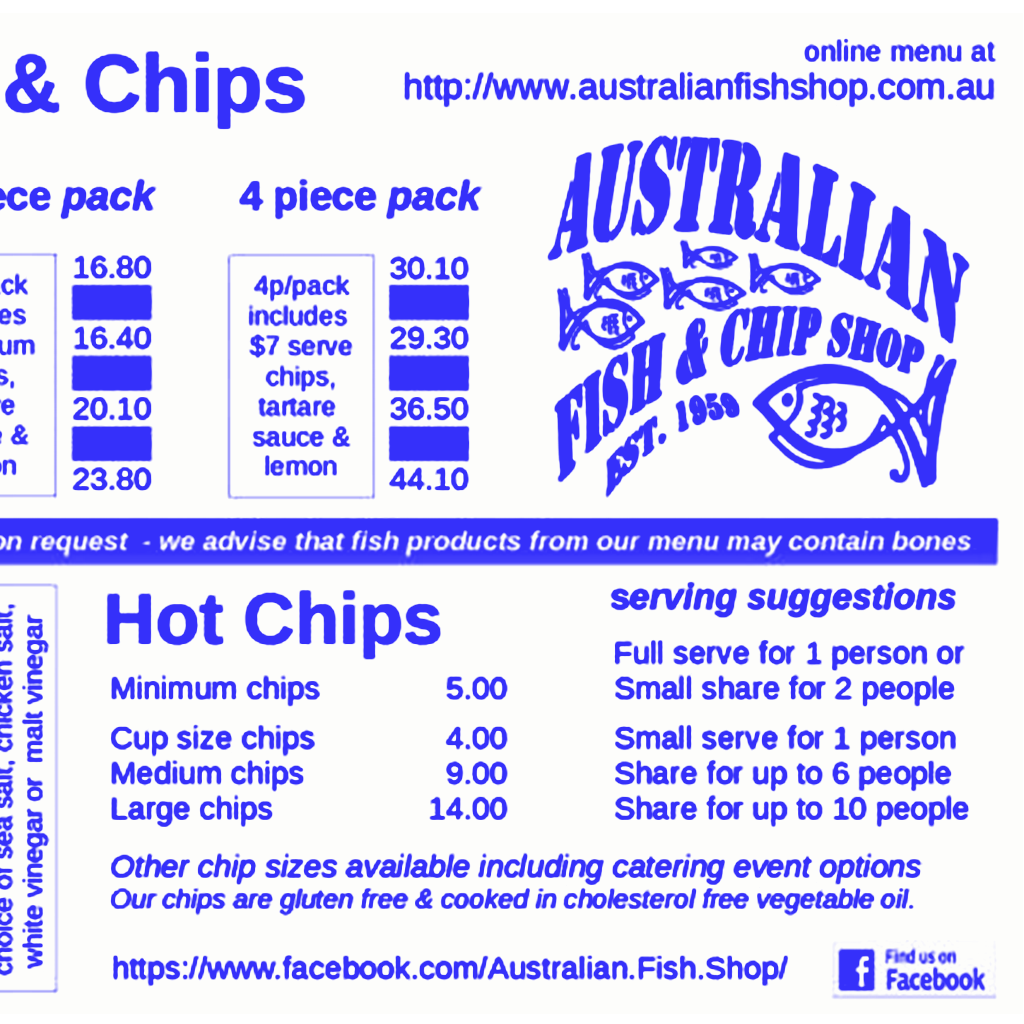 & Chips
online menu at
http://www.australianfishshop.com.au
ece pack
4 piece pack
ck
es
um
s,
e
e &
on
16.80
16.40
20.10
23.80
4p/pack
includes
$7 serve
chips,
tartare
sauce &
lemon
30.10
29.30
36.50
44.10
AUSTRALIAN
FISH & CHIP SHOP
EST. 1959
on request - we advise that fish products from our menu may contain bones
choice of sea salt, chicken salt,
white vinegar or malt vinegar
Hot Chips
serving suggestions
Full serve for 1 person or
Minimum chips 5.00 Small share for 2 people
Cup size chips 4.00 Small serve for 1 person
Medium chips 9.00 Share for up to 6 people
Large chips 14.00 Share for up to 10 people
Other chip sizes available including catering event options
Our chips are gluten free & cooked in cholesterol free vegetable oil.
https://www.facebook.com/Australian.Fish.Shop/
f
Find us on
Facebook